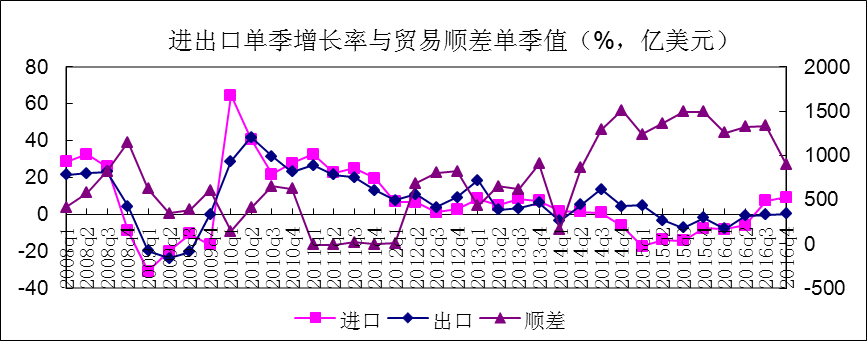 进出口单季增长率与贸易顺差单季值（%，亿美元）
80
60
40
20
0
-20
-40
2000
1500
1000
500
0
-500
2008q1
2008q2
2008q3
2008q4
2009q1
2009q2
2009q3
2009q4
2010q1
2010q2
2010q3
2010q4
2011q1
2011q2
2011q3
2011q4
2012q1
2012q2
2012q3
2012q4
2013q1
2013q2
2013q3
2013q4
2014q1
2014q2
2014q3
2014q4
2015q1
2015q2
2015q3
2015q4
2016q1
2016q2
2016q3
2016q4
进口
出口
顺差